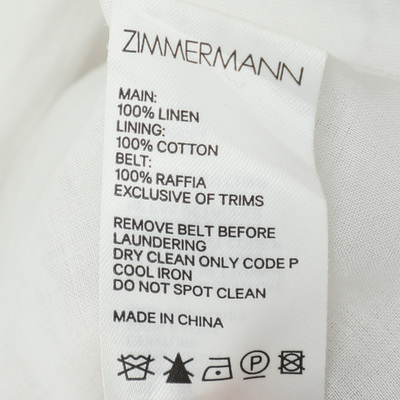 ZIMMERMANN
MAIN:
100% LINEN
LINING:
100% COTTON
BELT:
100% RAFFIA
EXCLUSIVE OF TRIMS
REMOVE BELT BEFORE
LAUNDERING
DRY CLEAN ONLY CODE P
COOL IRON
DO NOT SPOT CLEAN
MADE IN CHINA
P